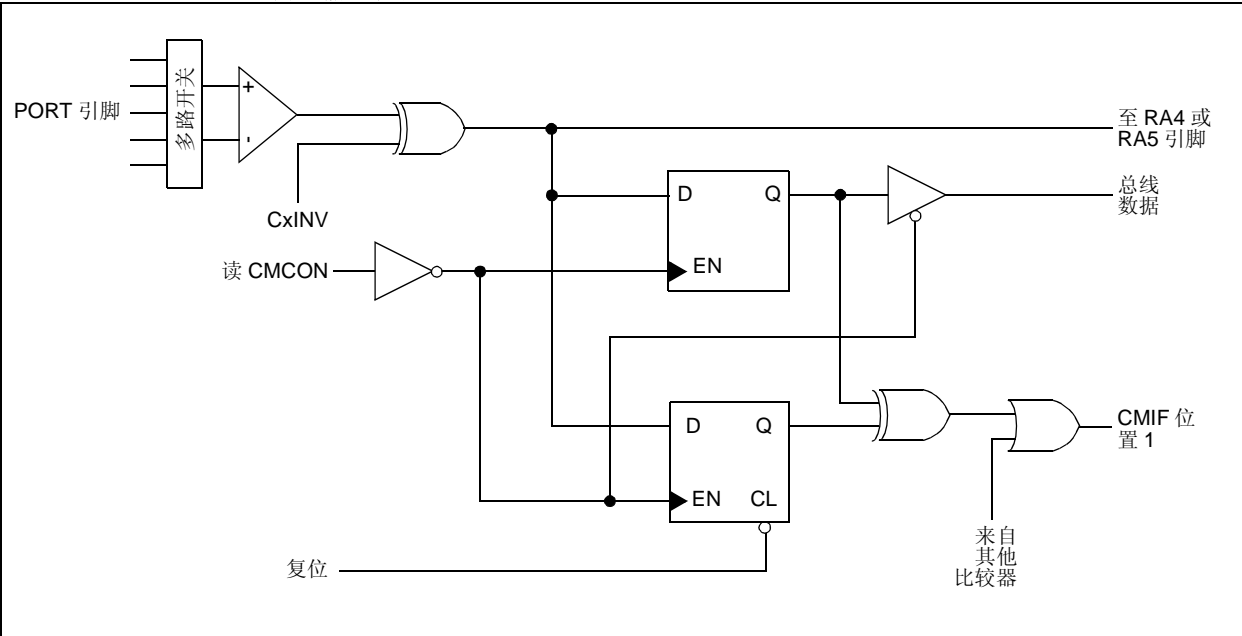 多路开关
PORT 引脚
+
-
CxINV
至 RA4 或
RA5 引脚
D
Q
EN
总线
数据
读 CMCON
D
Q
EN
CL
CMIF 位
置 1
来自
其他
比较器
复位